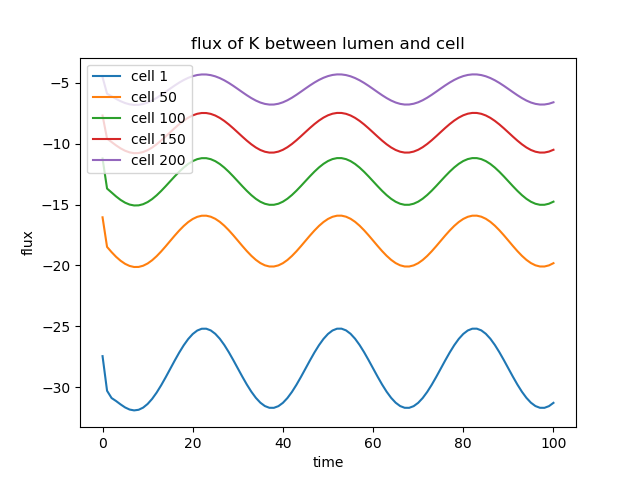 flux of K between lumen and cell
cell 1
cell 50
cell 100
cell 150
cell 200
−5
−10
−15
−20
−25
−30
flux
0
20
40
60
80
100
time